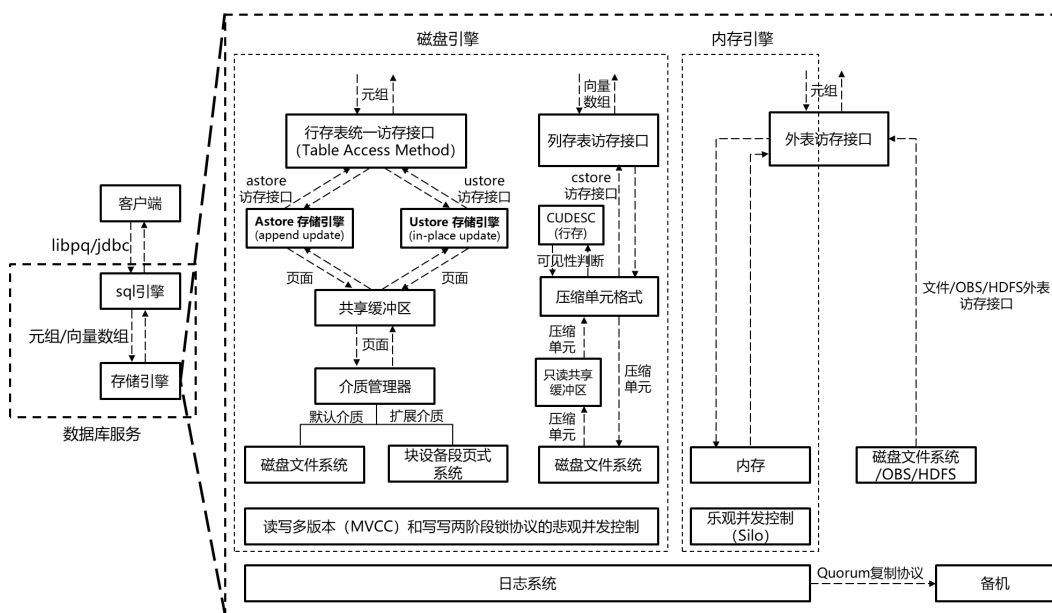 客户端
libpq/jdbc
sql引擎
元组/向量数组
存储引擎
数据库服务
磁盘引擎
元组
行存表统一访存接口
（Table Access Method）
astore
访存接口
ustore
访存接口
Astore 存储引擎
(append update)
Ustore 存储引擎
(in-place update)
页面
页面
共享缓冲区
页面
介质管理器
默认介质
扩展介质
磁盘文件系统
块设备段页式
系统
向量
数组
列存表访存接口
cstore
访存接口
CUDESC
(行存)
可见性判断
压缩单元格式
压缩
单元
只读共享
缓冲区
压缩
单元
压缩
单元
磁盘文件系统
读写多版本（MVCC）和写写两阶段锁协议的悲观并发控制
内存引擎
元组
外表访存接口
文件/OBS/HDFS外表
访存接口
内存
磁盘文件系统
/OBS/HDFS
乐观并发控制
（Silo）
日志系统
Quorum复制协议
备机